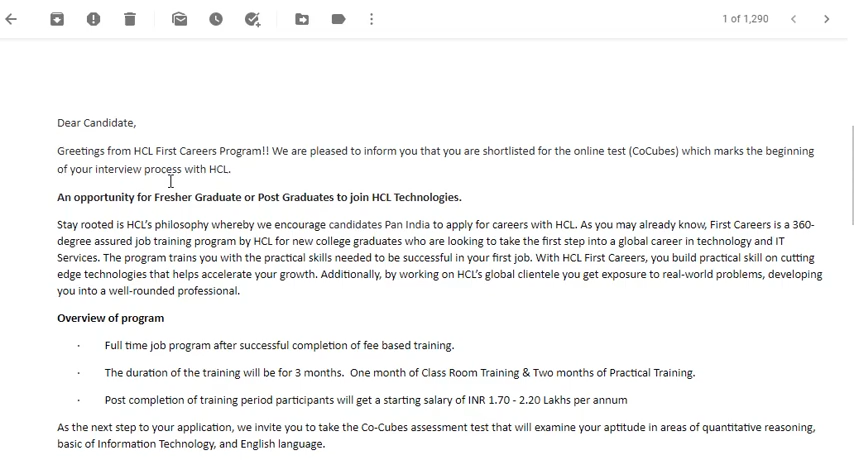 1 of 1,290
Dear Candidate,
Greetings from HCL First Careers Program!! We are pleased to inform you that you are shortlisted for the online test (CoCubes) which marks the beginning
of your interview process with HCL.
An opportunity for Fresher Graduate or Post Graduates to join HCL Technologies.
Stay rooted is HCL's philosophy whereby we encourage candidates Pan India to apply for careers with HCL. As you may already know, First Careers is a 360-
degree assured job training program by HCL for new college graduates who are looking to take the first step into a global career in technology and IT
Services. The program trains you with the practical skills needed to be successful in your first job. With HCL First Careers, you build practical skill on cutting
edge technologies that helps accelerate your growth. Additionally, by working on HCL's global clientele you get exposure to real-world problems, developing
you into a well-rounded professional.
Overview of program
· Full time job program after successful completion of fee based training.
· The duration of the training will be for 3 months. One month of Class Room Training & Two months of Practical Training.
· Post completion of training period participants will get a starting salary of INR 1.70 - 2.20 Lakhs per annum
As the next step to your application, we invite you to take the Co-Cubes assessment test that will examine your aptitude in areas of quantitative reasoning,
basic of Information Technology, and English language.